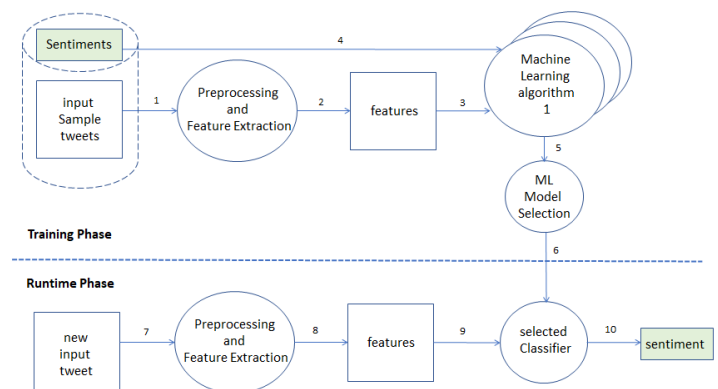 Sentiments
4
Machine
Learning
algorithm
1
input
Sample
tweets
1
Preprocessing
and
Feature Extraction
2
features
3
5
ML
Model
Selection
Training Phase
6
Runtime Phase
new
input
tweet
7
Preprocessing
and
Feature Extraction
8
features
9
selected
Classifier
10
sentiment